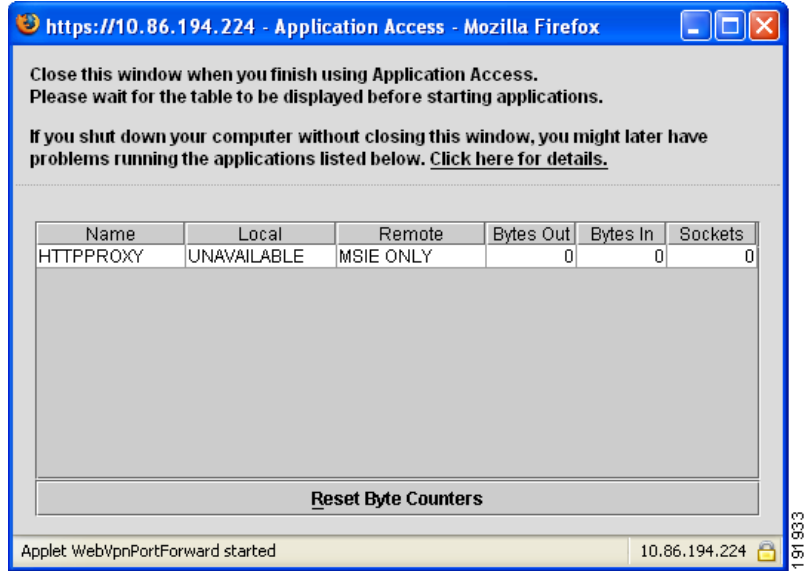 https://10.86.194.224 - Application Access - Mozilla Firefox
Close this window when you finish using Application Access.
Please wait for the table to be displayed before starting applications.
If you shut down your computer without closing this window, you might later have
problems running the applications listed below. Click here for details.
Name Local Remote Bytes Out Bytes In Sockets
HTTPPROXY UNAVAILABLE MSIE ONLY 0 0 0
Reset Byte Counters
Applet WebVpnPortForward started 10.86.194.224
191933